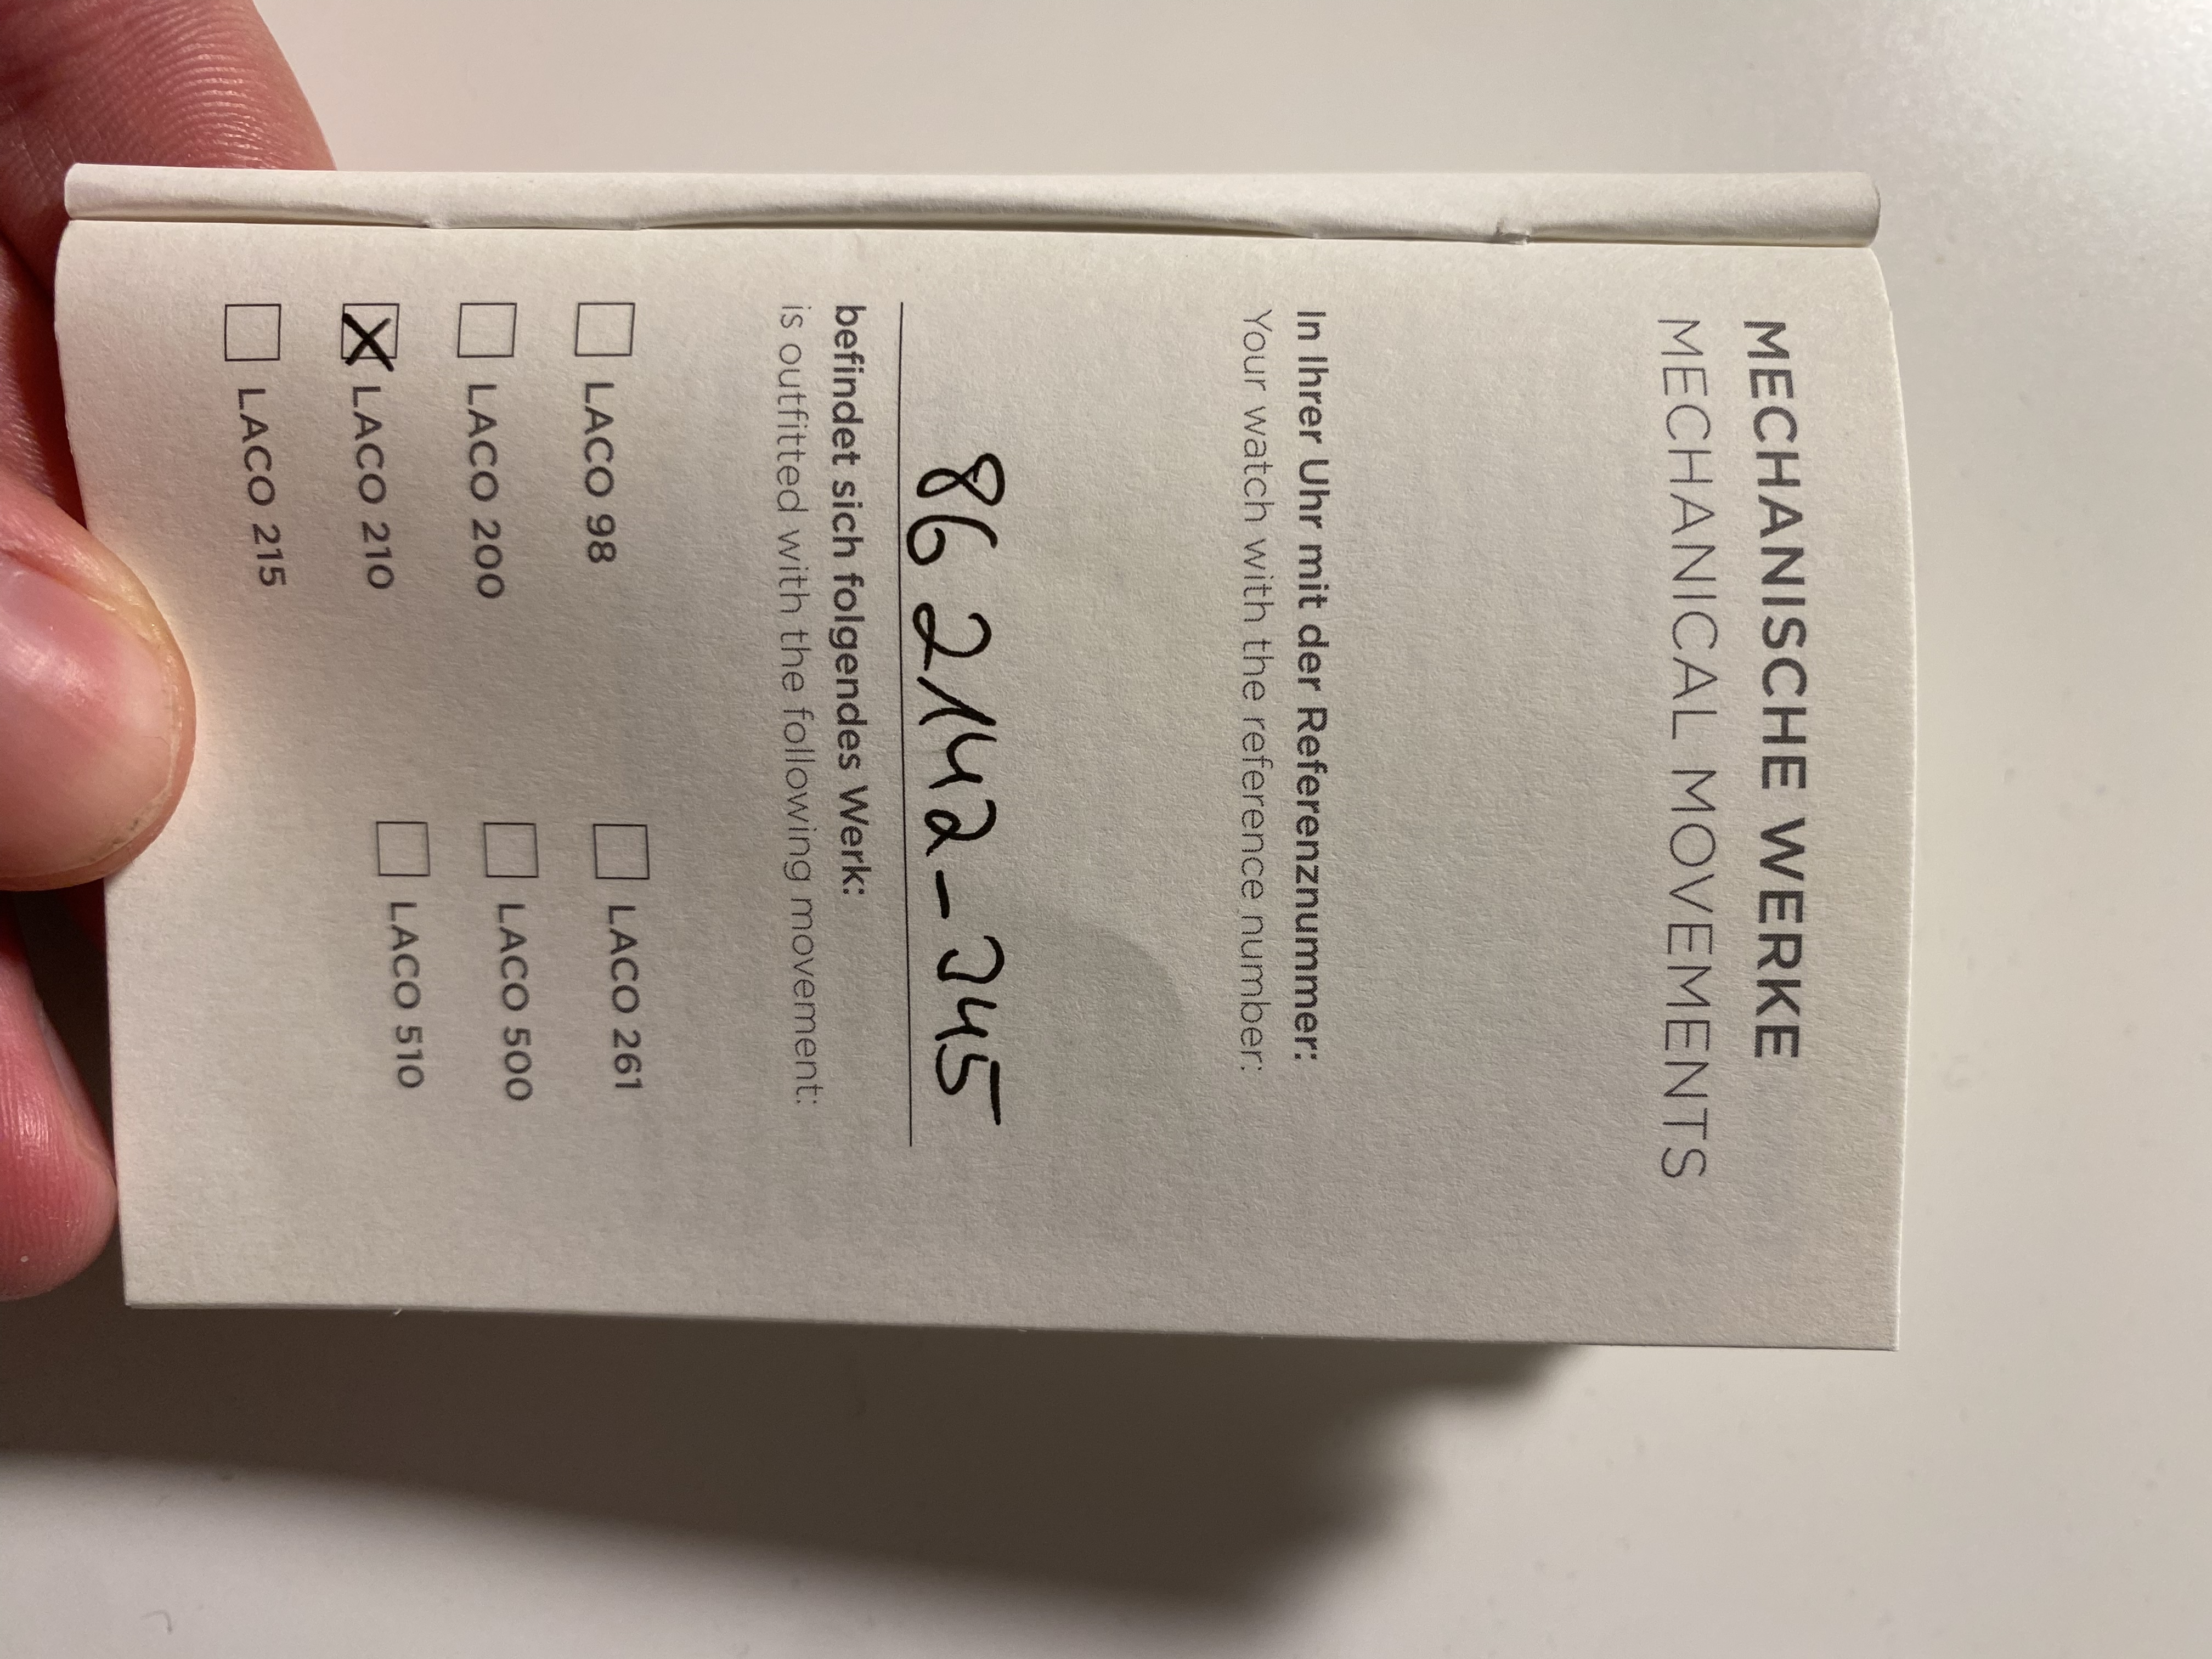 MECHANISCHE WERKE
MECHANICAL MOVEMENTS
In Ihrer Uhr mit der Referenznummer:
Your watch with the reference number:
862142-345
befindet sich folgendes Werk:
is outfitted with the following movement:
LACO 98
LACO 200
X LACO 210
LACO 215
LACO 261
LACO 500
LACO 510